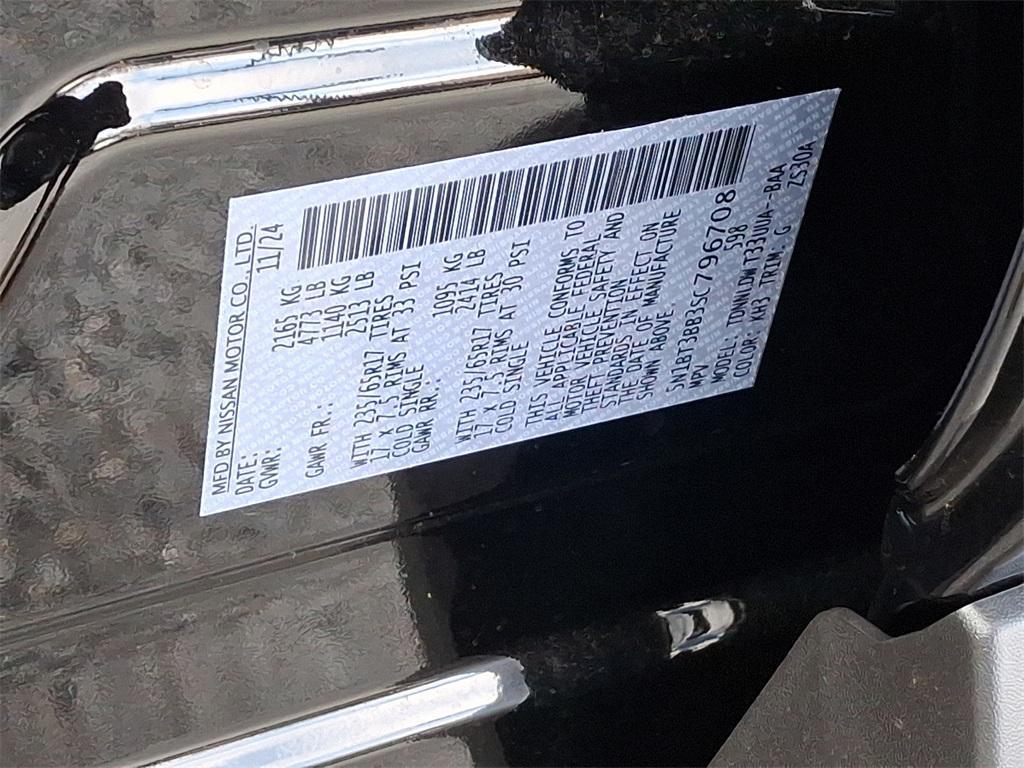 MFD BY NISSAN MOTOR CO., LTD.
DATE: 11/24
GVWR: 2165 KG
4773 LB
GAWR FR.: 1140 KG
2513 LB
WITH 235/65R17 TIRES
17 X 7.5 RIMS AT 33 PSI
COLD SINGLE
GAWR RR.: 1095 KG
2414 LB
WITH 235/65R17 TIRES
17 X 7.5 RIMS AT 30 PSI
COLD SINGLE
THIS VEHICLE CONFORMS TO
ALL APPLICABLE FEDERAL
MOTOR VEHICLE SAFETY AND
THEFT PREVENTION
STANDARDS IN EFFECT ON
THE DATE OF MANUFACTURE
SHOWN ABOVE.
5N1BT3BB3SC796708
MPV 598
MODEL: TDNNLDWT33UUA-BAA
COLOR: KH3 TRIM: G ZS30A